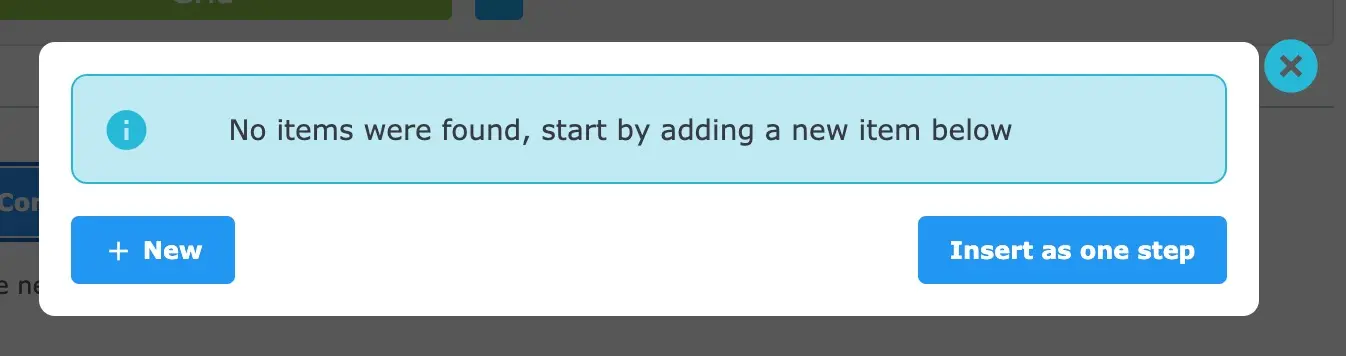 No items were found, start by adding a new item below
+ New
Insert as one step